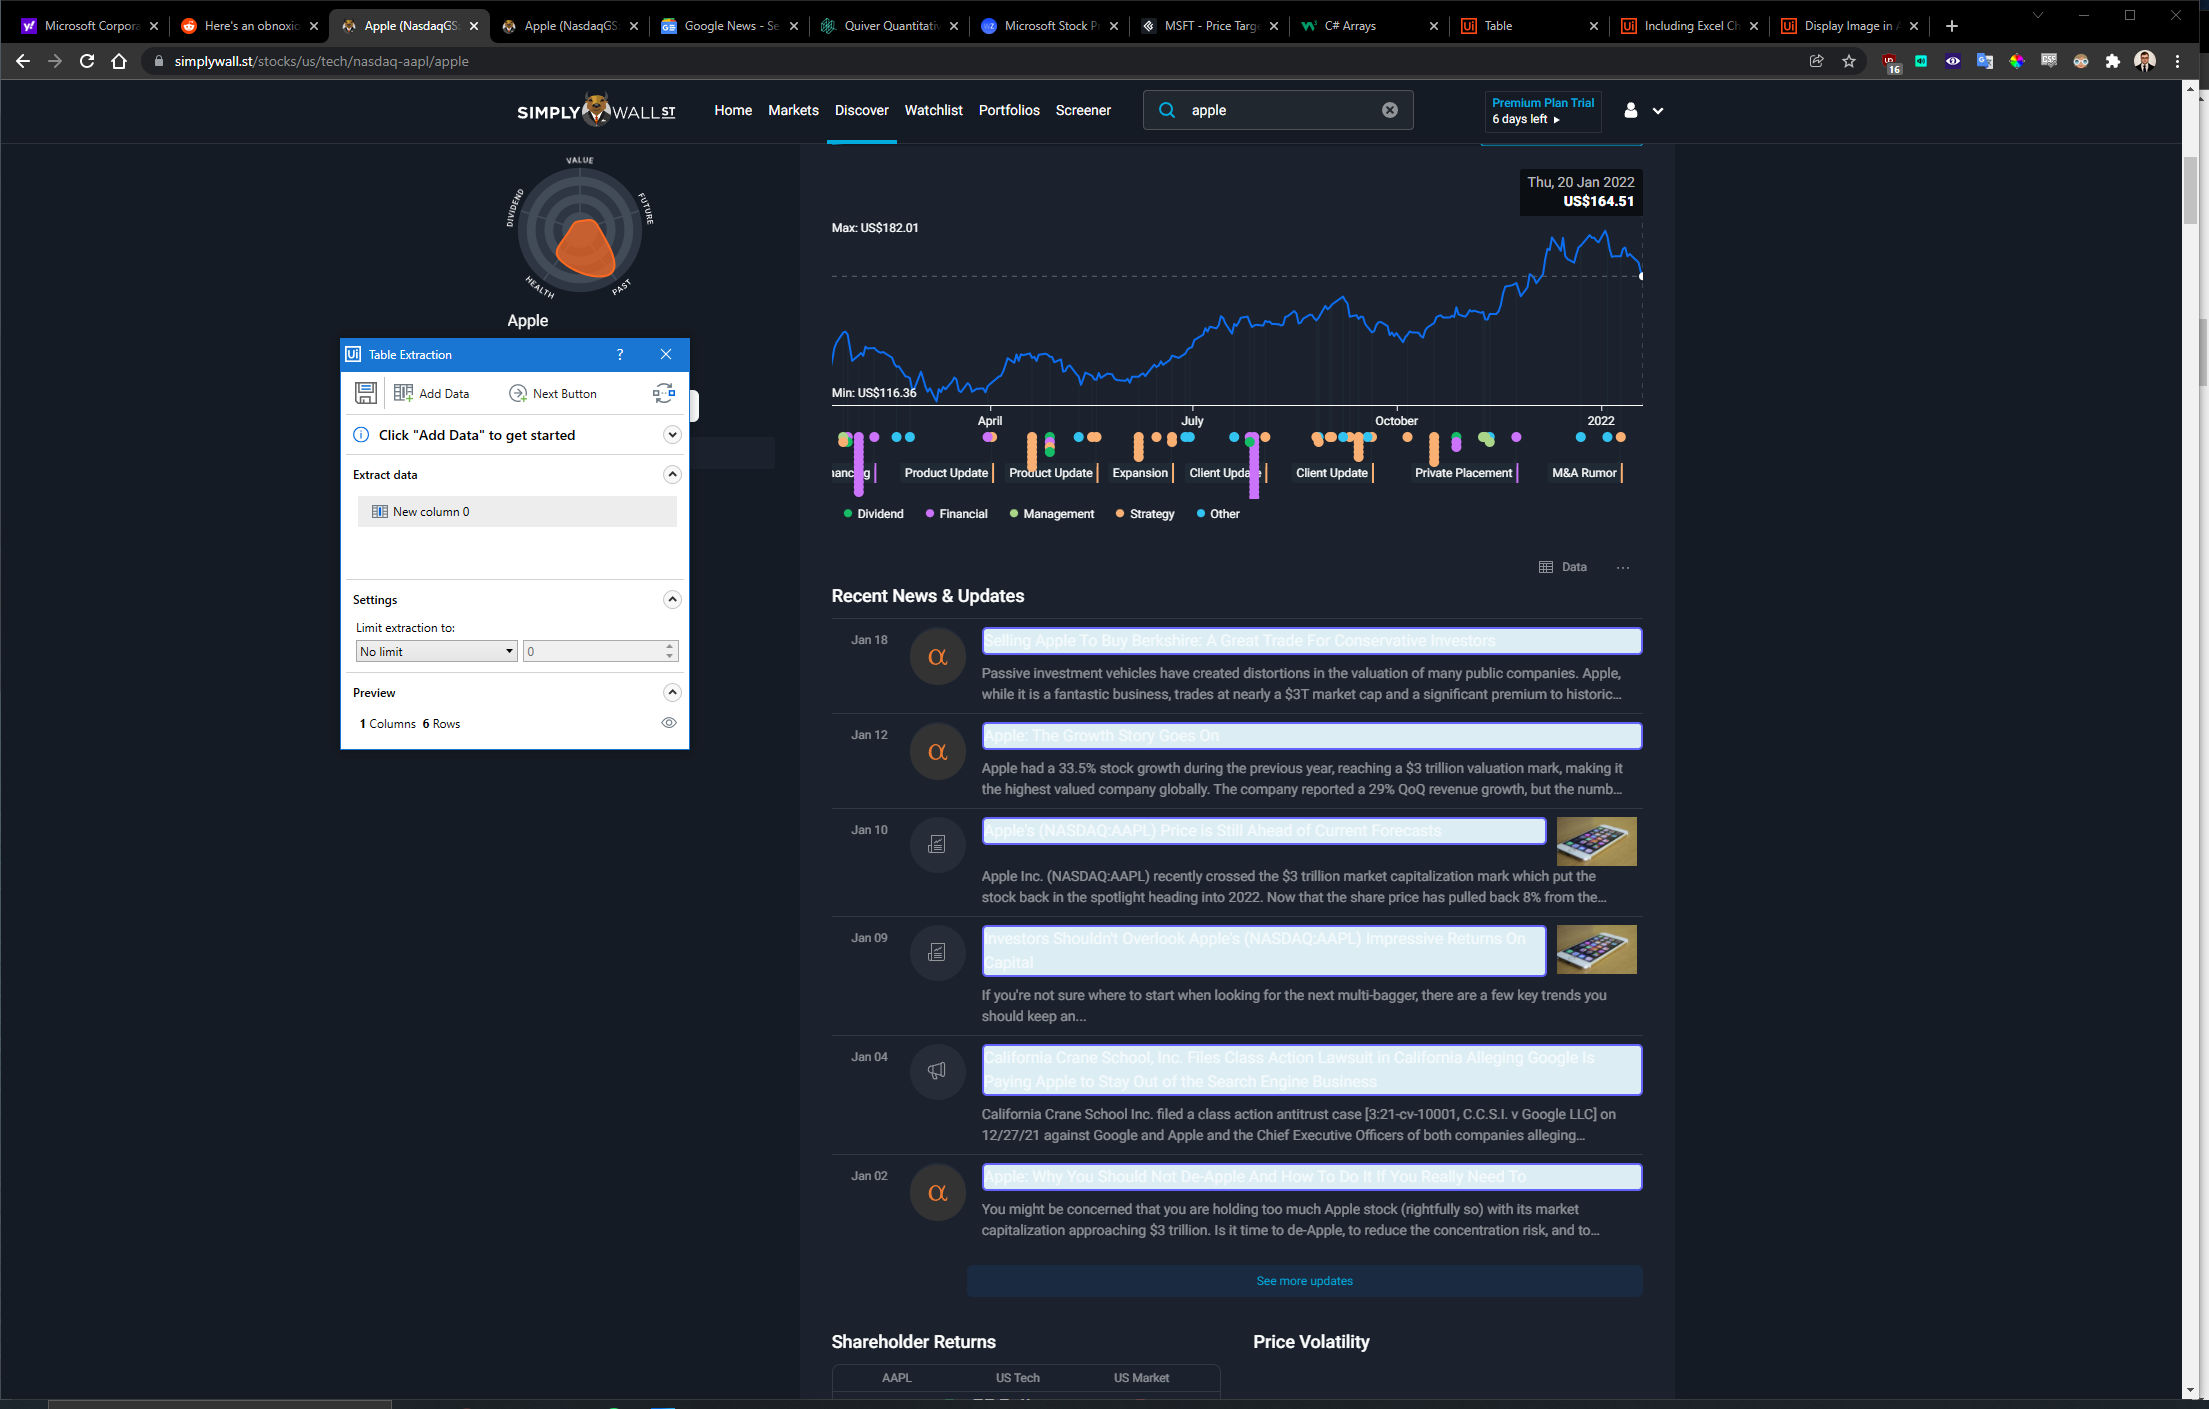 Microsoft Corpora
Here's an obnoxio
Apple (NasdaqGS:
Apple (NasdaqGS:
Google News - Se
Quiver Quantitativ
Microsoft Stock Pr
MSFT - Price Targe
C# Arrays
Table
Including Excel Ch
Display Image in A
simplywall.st/stocks/us/tech/nasdaq-aapl/apple
16
SIMPLY WALL ST
Home
Markets
Discover
Watchlist
Portfolios
Screener
apple
Premium Plan Trial
6 days left
VALUE
FUTURE
PAST
HEALTH
DIVIDEND
Apple
Thu, 20 Jan 2022
US$164.51
Max: US$182.01
Min: US$116.36
April
July
October
2022
Product Update
Product Update
Expansion
Client Update
Client Update
Private Placement
M&A Rumor
Dividend
Financial
Management
Strategy
Other
Table Extraction
?
Add Data
Next Button
Click "Add Data" to get started
Extract data
New column 0
Settings
Limit extraction to:
No limit
0
Preview
1 Columns 6 Rows
Data
Recent News & Updates
Jan 18
α
Selling Apple To Buy Berkshire: A Great Trade For Conservative Investors
Passive investment vehicles have created distortions in the valuation of many public companies. Apple,
while it is a fantastic business, trades at nearly a $3T market cap and a significant premium to historic...
Jan 12
α
Apple: The Growth Story Goes On
Apple had a 33.5% stock growth during the previous year, reaching a $3 trillion valuation mark, making it
the highest valued company globally. The company reported a 29% QoQ revenue growth, but the numb...
Jan 10
Apple's (NASDAQ:AAPL) Price is Still Ahead of Current Forecasts
Apple Inc. (NASDAQ:AAPL) recently crossed the $3 trillion market capitalization mark which put the
stock back in the spotlight heading into 2022. Now that the share price has pulled back 8% from the...
Jan 09
Investors Shouldn't Overlook Apple's (NASDAQ:AAPL) Impressive Returns On
Capital
If you're not sure where to start when looking for the next multi-bagger, there are a few key trends you
should keep an...
Jan 04
California Crane School, Inc. Files Class Action Lawsuit in California Alleging Google Is
Paying Apple to Stay Out of the Search Engine Business
California Crane School Inc. filed a class action antitrust case [3:21-cv-10001, C.C.S.I. v Google LLC] on
12/27/21 against Google and Apple and the Chief Executive Officers of both companies alleging...
Jan 02
α
Apple: Why You Should Not De-Apple And How To Do It If You Really Need To
You might be concerned that you are holding too much Apple stock (rightfully so) with its market
capitalization approaching $3 trillion. Is it time to de-Apple, to reduce the concentration risk, and to...
See more updates
Shareholder Returns
Price Volatility
AAPL
US Tech
US Market